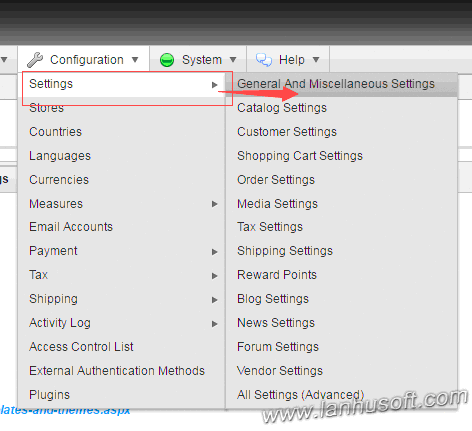 Configuration System Help
Settings General And Miscellaneous Settings
Stores Catalog Settings
Countries Customer Settings
Languages Shopping Cart Settings
Currencies Order Settings
Measures Media Settings
Email Accounts Tax Settings
Payment Shipping Settings
Tax Reward Points
Shipping Blog Settings
Activity Log News Settings
Access Control List Forum Settings
External Authentication Methods Vendor Settings
Plugins All Settings (Advanced)
gs
lates-and-themes.aspx
www.lanhusoft.com